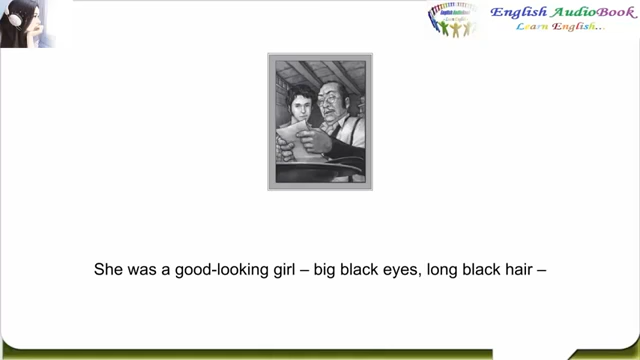 English AudioBook
Learn English...
She was a good-looking girl – big black eyes, long black hair –